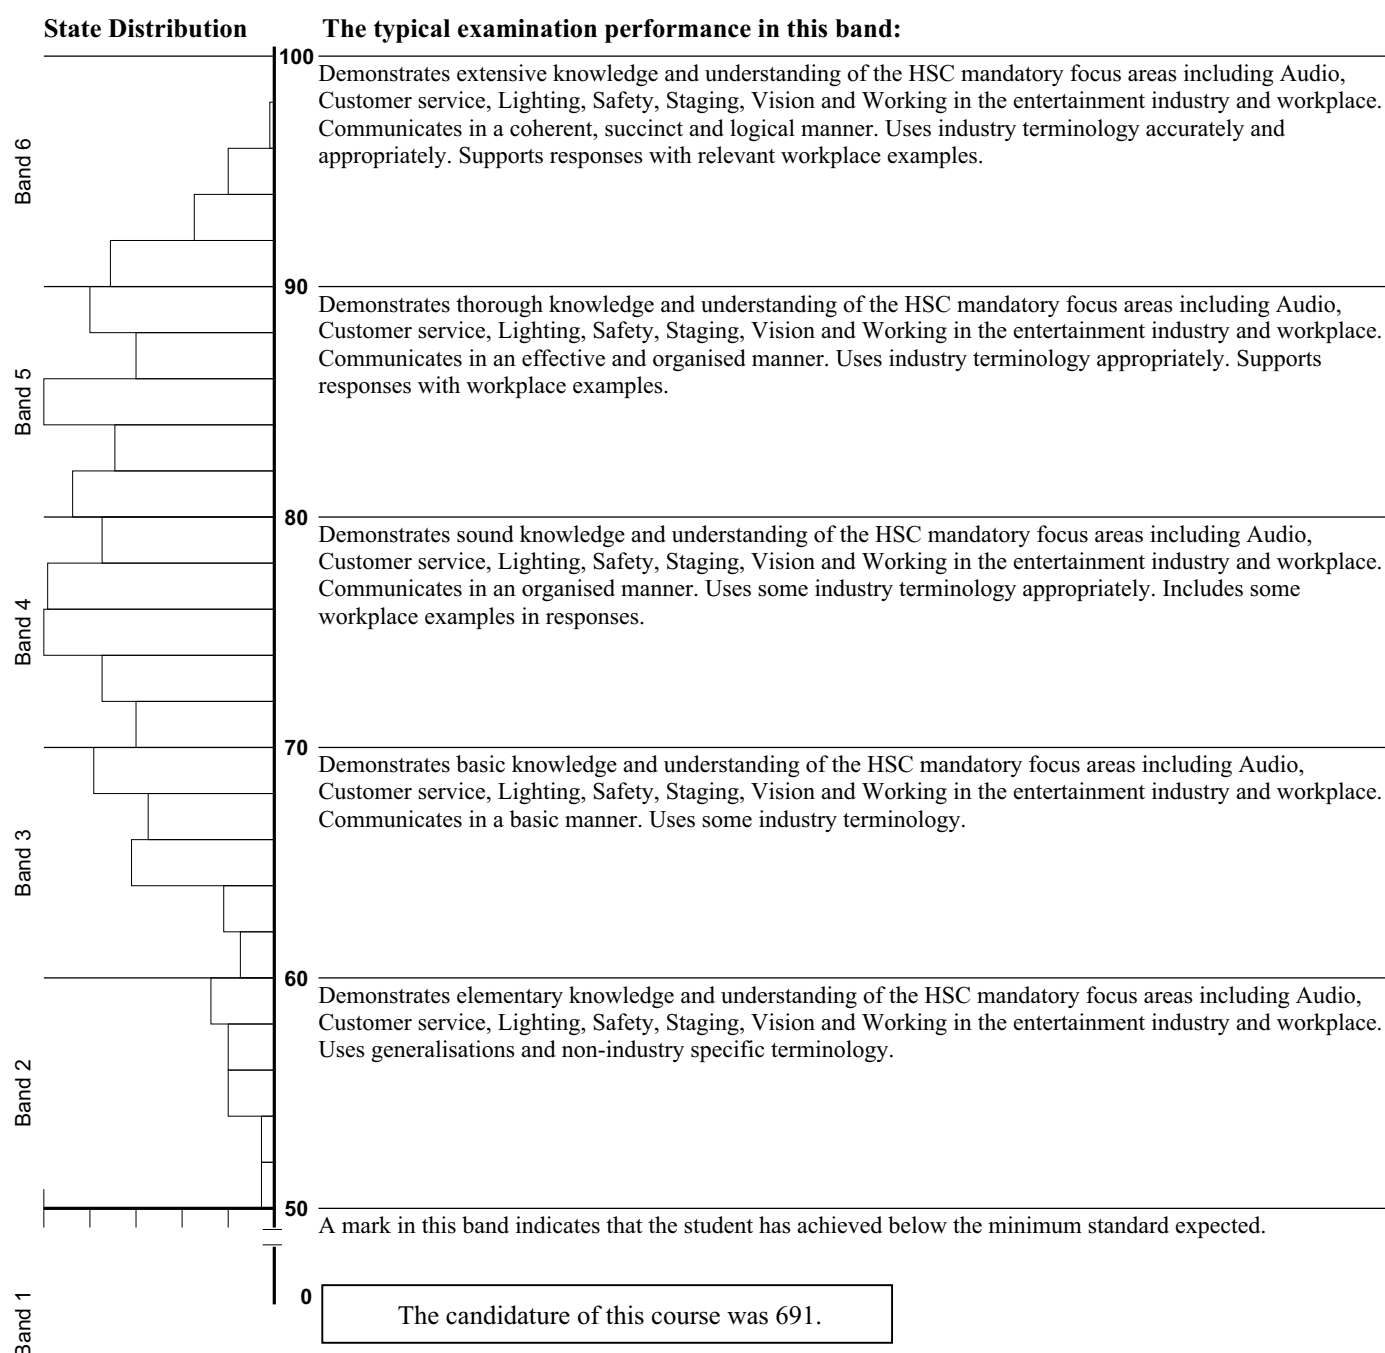 State Distribution
The typical examination performance in this band:
100
Demonstrates extensive knowledge and understanding of the HSC mandatory focus areas including Audio,
Customer service, Lighting, Safety, Staging, Vision and Working in the entertainment industry and workplace.
Communicates in a coherent, succinct and logical manner. Uses industry terminology accurately and
appropriately. Supports responses with relevant workplace examples.
Band 6
90
Demonstrates thorough knowledge and understanding of the HSC mandatory focus areas including Audio,
Customer service, Lighting, Safety, Staging, Vision and Working in the entertainment industry and workplace.
Communicates in an effective and organised manner. Uses industry terminology appropriately. Supports
responses with workplace examples.
Band 5
80
Demonstrates sound knowledge and understanding of the HSC mandatory focus areas including Audio,
Customer service, Lighting, Safety, Staging, Vision and Working in the entertainment industry and workplace.
Communicates in an organised manner. Uses some industry terminology appropriately. Includes some
workplace examples in responses.
Band 4
70
Demonstrates basic knowledge and understanding of the HSC mandatory focus areas including Audio,
Customer service, Lighting, Safety, Staging, Vision and Working in the entertainment industry and workplace.
Communicates in a basic manner. Uses some industry terminology.
Band 3
60
Demonstrates elementary knowledge and understanding of the HSC mandatory focus areas including Audio,
Customer service, Lighting, Safety, Staging, Vision and Working in the entertainment industry and workplace.
Uses generalisations and non-industry specific terminology.
Band 2
50
A mark in this band indicates that the student has achieved below the minimum standard expected.
0
Band 1
The candidature of this course was 691.